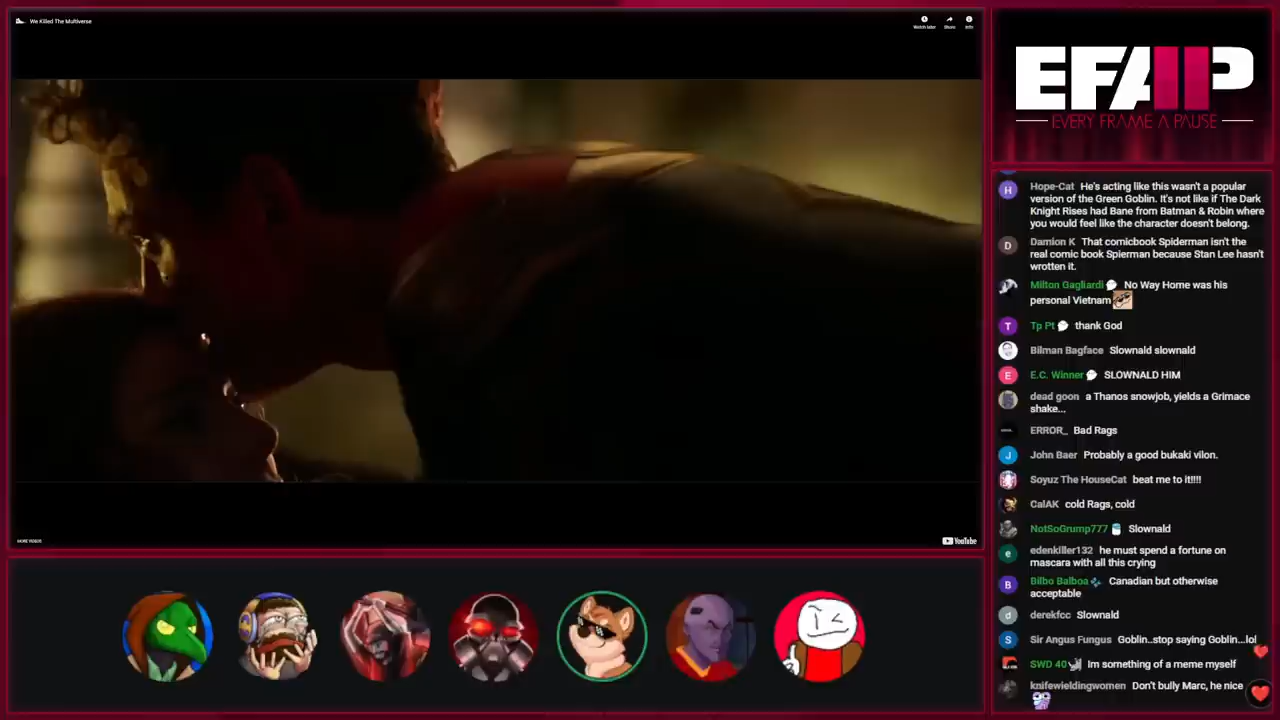 We Killed The Multiverse
Watch later
Share
Info
MORE VIDEOS
YouTube
EFAP
EVERY FRAME A PAUSE
Hope-Cat He's acting like this wasn't a popular
version of the Green Goblin. It's not like if The Dark
Knight Rises had Bane from Batman & Robin where
you would feel like the character doesn't belong.
Damion K That comicbook Spiderman isn't the
real comic book Spierman because Stan Lee hasn't
wrotten it.
Milton Gagliardi No Way Home was his
personal Vietnam
Tp Pt thank God
Bilman Bagface Slownald slownald
E.C. Winner SLOWNALD HIM
dead goon a Thanos snowjob, yields a Grimace
shake...
ERROR_ Bad Rags
John Baer Probably a good bukaki vilon.
Soyuz The HouseCat beat me to it!!!!
CalAK cold Rags, cold
NotSoGrump777 Slownald
edenkiller132 he must spend a fortune on
mascara with all this crying
Bilbo Balboa Canadian but otherwise
acceptable
derekfcc Slownald
Sir Angus Fungus Goblin..stop saying Goblin...lol
SWD 40 Im something of a meme myself
knifewieldingwomen Don't bully Marc, he nice